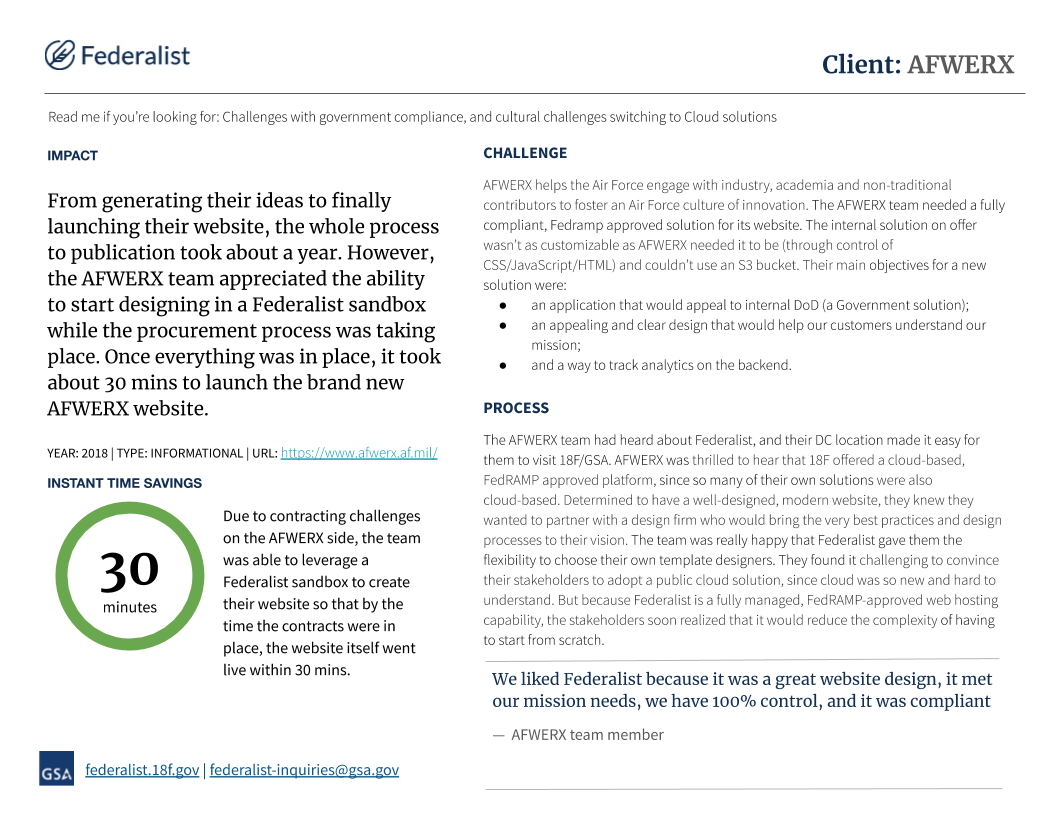 Federalist
Client: AFWERX
Read me if you’re looking for: Challenges with government compliance, and cultural challenges switching to Cloud solutions
IMPACT
From generating their ideas to finally
launching their website, the whole process
to publication took about a year. However,
the AFWERX team appreciated the ability
to start designing in a Federalist sandbox
while the procurement process was taking
place. Once everything was in place, it took
about 30 mins to launch the brand new
AFWERX website.
YEAR: 2018 | TYPE: INFORMATIONAL | URL: https://www.afwerx.af.mil/
INSTANT TIME SAVINGS
30
minutes
Due to contracting challenges
on the AFWERX side, the team
was able to leverage a
Federalist sandbox to create
their website so that by the
time the contracts were in
place, the website itself went
live within 30 mins.
CHALLENGE
AFWERX helps the Air Force engage with industry, academia and non-traditional
contributors to foster an Air Force culture of innovation. The AFWERX team needed a fully
compliant, Fedramp approved solution for its website. The internal solution on offer
wasn’t as customizable as AFWERX needed it to be (through control of
CSS/JavaScript/HTML) and couldn’t use an S3 bucket. Their main objectives for a new
solution were:
● an application that would appeal to internal DoD (a Government solution);
● an appealing and clear design that would help our customers understand our
mission;
● and a way to track analytics on the backend.
PROCESS
The AFWERX team had heard about Federalist, and their DC location made it easy for
them to visit 18F/GSA. AFWERX was thrilled to hear that 18F offered a cloud-based,
FedRAMP approved platform, since so many of their own solutions were also
cloud-based. Determined to have a well-designed, modern website, they knew they
wanted to partner with a design firm who would bring the very best practices and design
processes to their vision. The team was really happy that Federalist gave them the
flexibility to choose their own template designers. They found it challenging to convince
their stakeholders to adopt a public cloud solution, since cloud was so new and hard to
understand. But because Federalist is a fully managed, FedRAMP-approved web hosting
capability, the stakeholders soon realized that it would reduce the complexity of having
to start from scratch.
We liked Federalist because it was a great website design, it met
our mission needs, we have 100% control, and it was compliant
— AFWERX team member
GSA
federalist.18f.gov | federalist-inquiries@gsa.gov